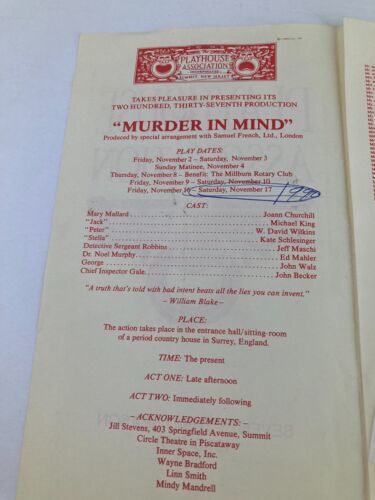 The
PLAYHOUSE
ASSOCIATION
INCORPORATED
SUMMIT, NEW JERSEY
TAKES PLEASURE IN PRESENTING ITS
TWO HUNDRED, THIRTY-SEVENTH PRODUCTION
“MURDER IN MIND”
Produced by special arrangement with Samuel French, Ltd., London
PLAY DATES:
Friday, November 2 – Saturday, November 3
Sunday Matinee, November 4
Thursday, November 8 – Benefit: The Millburn Rotary Club
Friday, November 9 – Saturday, November 10
Friday, November 16 – Saturday, November 17 1990
CAST:
Mary Mallard Joann Churchill
"Jack" Michael King
"Peter" W. David Wilkins
"Stella" Kate Schlesinger
Detective Sergeant Robbins Jeff Maschi
Dr. Noel Murphy Ed Mahler
George John Walz
Chief Inspector Gale John Becker
"A truth that's told with bad intent beats all the lies you can invent."
– William Blake –
PLACE:
The action takes place in the entrance hall/sitting-room
of a period country house in Surrey, England.
TIME: The present
ACT ONE: Late afternoon
ACT TWO: Immediately following
–ACKNOWLEDGEMENTS–
Jill Stevens, 403 Springfield Avenue, Summit
Circle Theatre in Piscataway
Inner Space, Inc.
Wayne Bradford
Linn Smith
Mindy Mandrell